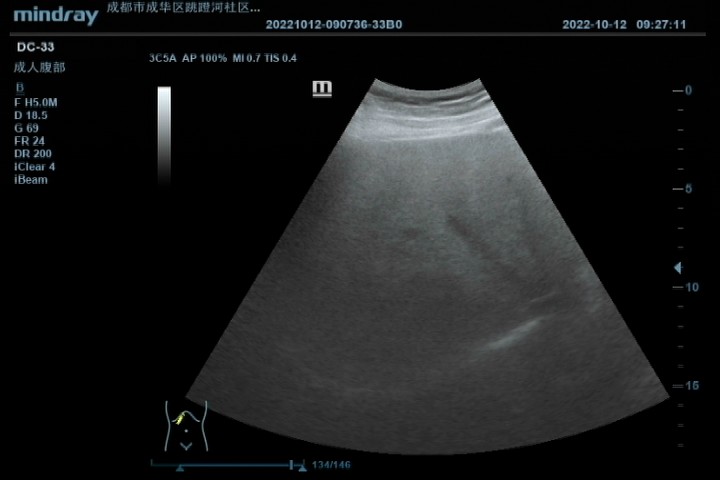 mindray 成都市成华区跳蹬河社区...
20221012-090736-33B0 2022-10-12 09:27:11
DC-33
成人腹部
3C5A AP 100% MI 0.7 TIS 0.4
B
F H5.0M
D 18.5
G 69
FR 24
DR 200
iClear 4
iBeam
m
0
5
10
15
134/146